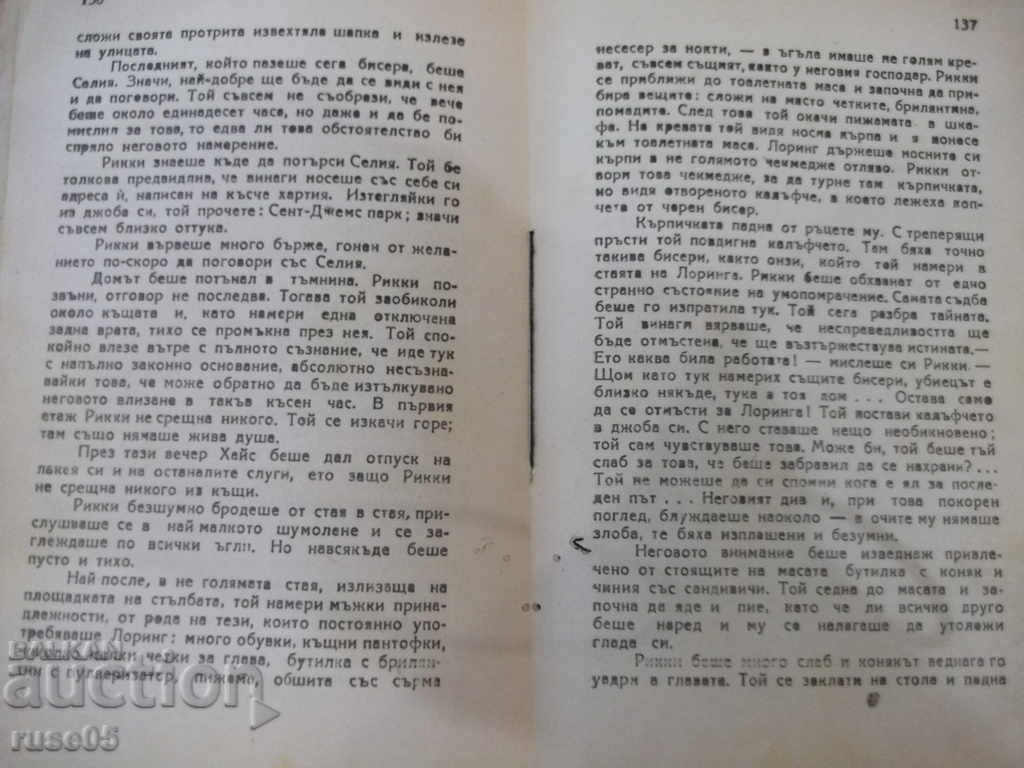 136
сложи своята протрита извехтяла шапка и излезе
на улицата.
Последният, който пазеше сега бисера, беше
Селия. Значи, най-добре ще бъде да се види с нея
и да поговори. Той съвсем не съобрази, че вече
беше около единадесет часа, но даже и да бе по-
мислил за това, то едва ли това обстоятелство би
спряло неговото намерение.
Рикки знаеше къде да потърси Селия. Той бе
толкова предвидлив, че винаги носеше със себе си
адреса ѝ, написан на късче хартия. Изтегляйки го
из джоба си, той прочете: Сент-Джемс парк; значи
съвсем близко оттука.
Рикки вървеше много бърже, гонен от жела-
нието по-скоро да поговори със Селия.
Домът беше потънал в тъмнина. Рикки по-
звъни, отговор не последва. Тогава той заобиколи
около къщата и, като намери една отключена
задна врата, тихо се промъкна през нея. Той спо-
койно влезе вътре с пълното съзнание, че иде тук
с напълно законно основание, абсолютно несъзна-
вайки това, че може обратно да бъде изтълкувано
неговото влизане в такъв късен час. В първия
етаж Рикки не срещна никого. Той се изкачи горе;
там също нямаше жива душа.
През тази вечер Хайс беше дал отпуск на
лакея си и на останалите слуги, ето защо Рикки
не срещна никого из къщи.
Рикки безшумно бродеше от стая в стая, при-
слушваше се в най малкото шумолене и се за-
глеждаше по всички ъгли. Но навсякъде беше
пусто и тихо.
Най после, в не голямата стая, излизаща на
площадката на стълбата, той намери мъжки прина-
длежности, от рода на тези, които постоянно упо-
требяваше Лоринг: много обувки, къщни пантофки,
четки за глава, бутилка с брилан-
тин с пулверизатор, пижама, обшита със сърма
137
несесер за нокти, — в ъгъла имаше не голям кре-
ват, съвсем същият, както у неговия господар. Рикки
се приближи до тоалетната маса и започна да при-
бира вещите: сложи на място четките, брилянтина,
помадите. След това той окачи пижамата в шка-
фа. На кревата той видя носна кърпа и я понесе
към тоалетната маса. Лоринг държеше носните си
кърпи в не голямото чекмедже отляво. Рикки от-
вори това чекмедже, за да турне там кърпичката,
но видя отвореното калъфче, в което лежеха коп-
чета от черен бисер.
Кърпичката падна от ръцете му. С треперящи
пръсти той повдигна калъфчето. Там бяха точно
такива бисери, както онзи, който той намери в
стаята на Лоринга. Рикки беше обхванат от едно
странно състояние на умопомрачение. Самата съдба
беше го изпратила тук. Той сега разбра тайната.
Той винаги вярваше, че несправедливостта ще
бъде отмъстена, че ще възтържествува истината.—
Ето каква била работата! — мислеше си Рикки. —
Щом като тук намерих същите бисери, убиецът е
близко някъде, тука в тоя дом . . . Остава само
да се отмъсти за Лоринга! Той постави калъфчето
в джоба си. С него ставаше нещо необикновено;
той сам чувствуваше това. Може би, той беше тъй
слаб за това, че беше забравил да се нахрани? . . .
Той не можеше да си спомни кога е ял за после-
ден път . . . Неговият див и, при това покорен
поглед, блуждаеше наоколо — в очите му нямаше
злоба, те бяха изплашени и безумни.
Неговото внимание беше изведнаж привле-
чено от стоящите на масата бутилка с коняк и
чиния със сандвичи. Той седна до масата и за-
почна да яде и пие, като че ли всичко друго
беше наред и му се налагаше да утоложи
глада си.
Рикки беше много слаб и конякът веднага го
удари в главата. Той се заклати на стола и падна
БАЛКАН
auction
ruse05